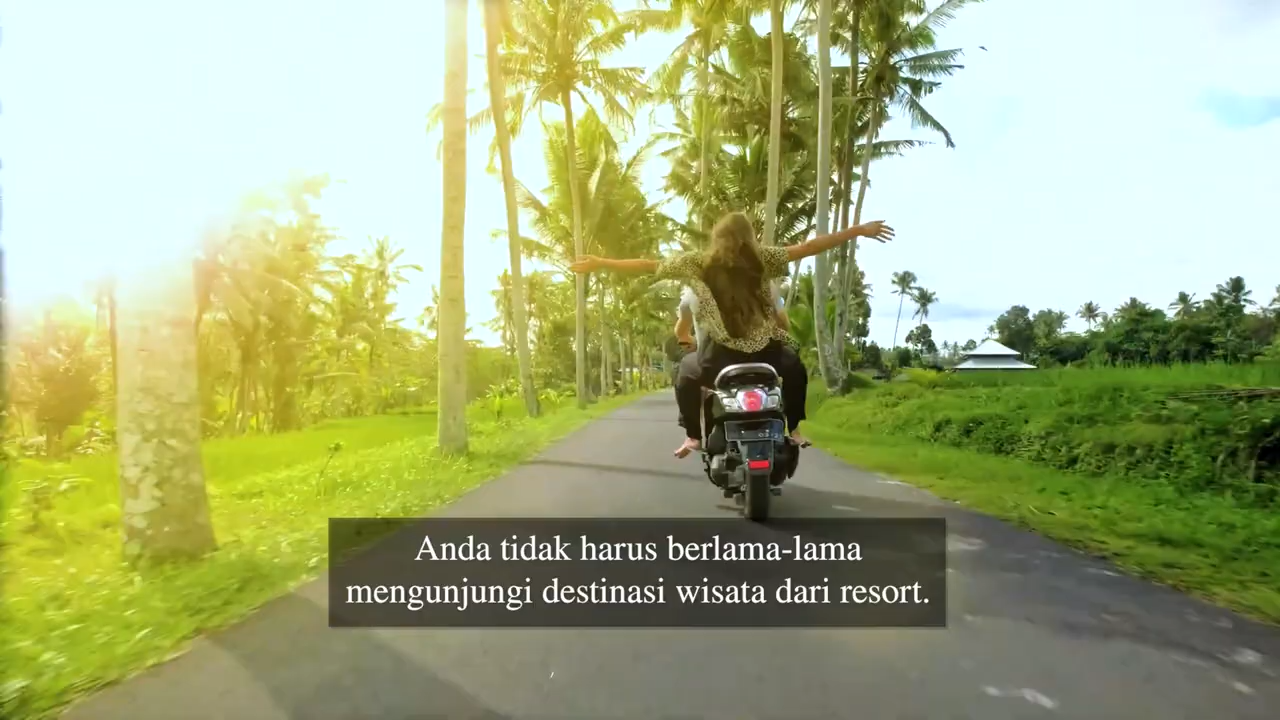 Anda tidak harus berlama-lama
mengunjungi destinasi wisata dari resort.